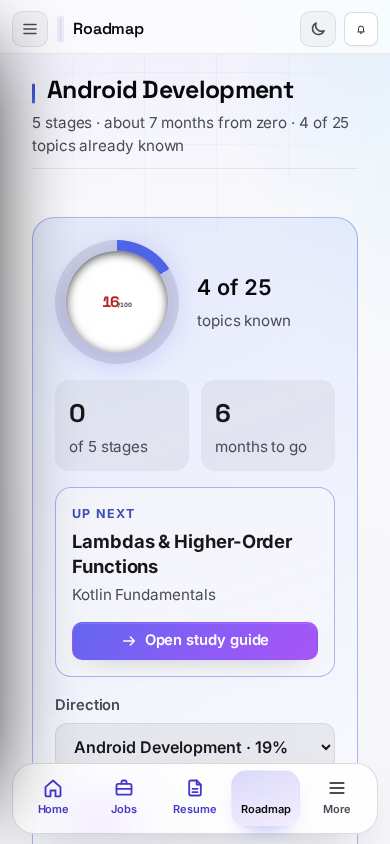 Roadmap
Android Development
5 stages · about 7 months from zero · 4 of 25
topics already known
16/100
4 of 25
topics known
0
of 5 stages
6
months to go
UP NEXT
Lambdas & Higher-Order
Functions
Kotlin Fundamentals
→ Open study guide
Direction
Android Development · 19%
Home
Jobs
Resume
Roadmap
More